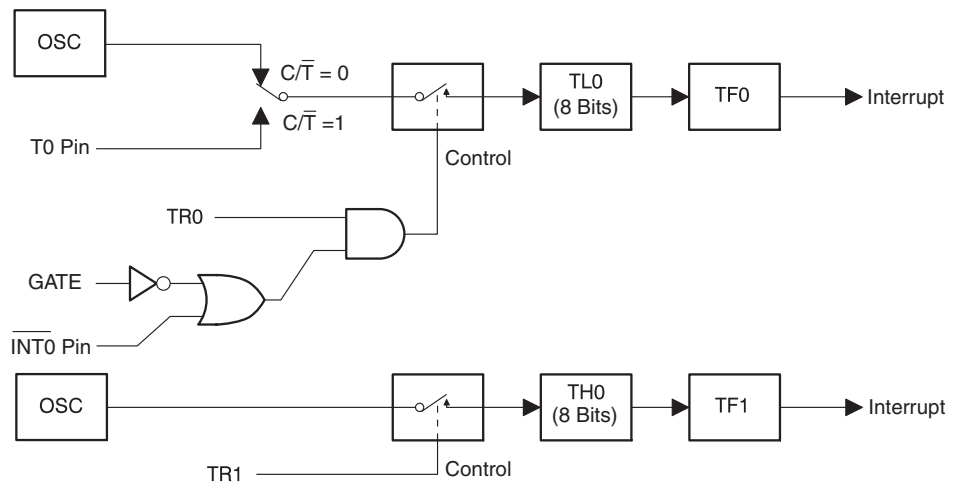 OSC
C/T̅ = 0
C/T̅ =1
T0 Pin
TL0
(8 Bits)
TF0
Interrupt
Control
TR0
GATE
I̅N̅T̅0̅ Pin
OSC
TH0
(8 Bits)
TF1
Interrupt
TR1
Control